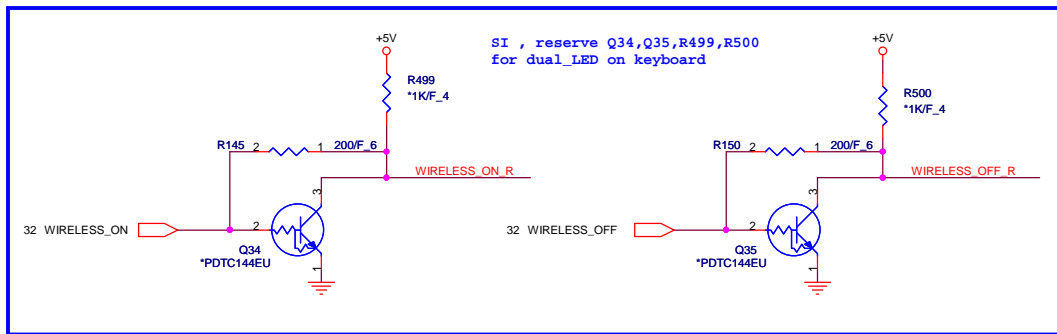 +5V
SI , reserve Q34,Q35,R499,R500
for dual_LED on keyboard
+5V
R499
*1K/F_4
R500
*1K/F_4
R145 2 1 200/F_6
R150 2 1 200/F_6
WIRELESS_ON_R
WIRELESS_OFF_R
3
3
32 WIRELESS_ON
2
32 WIRELESS_OFF
2
Q34
*PDTC144EU
1
Q35
*PDTC144EU
1